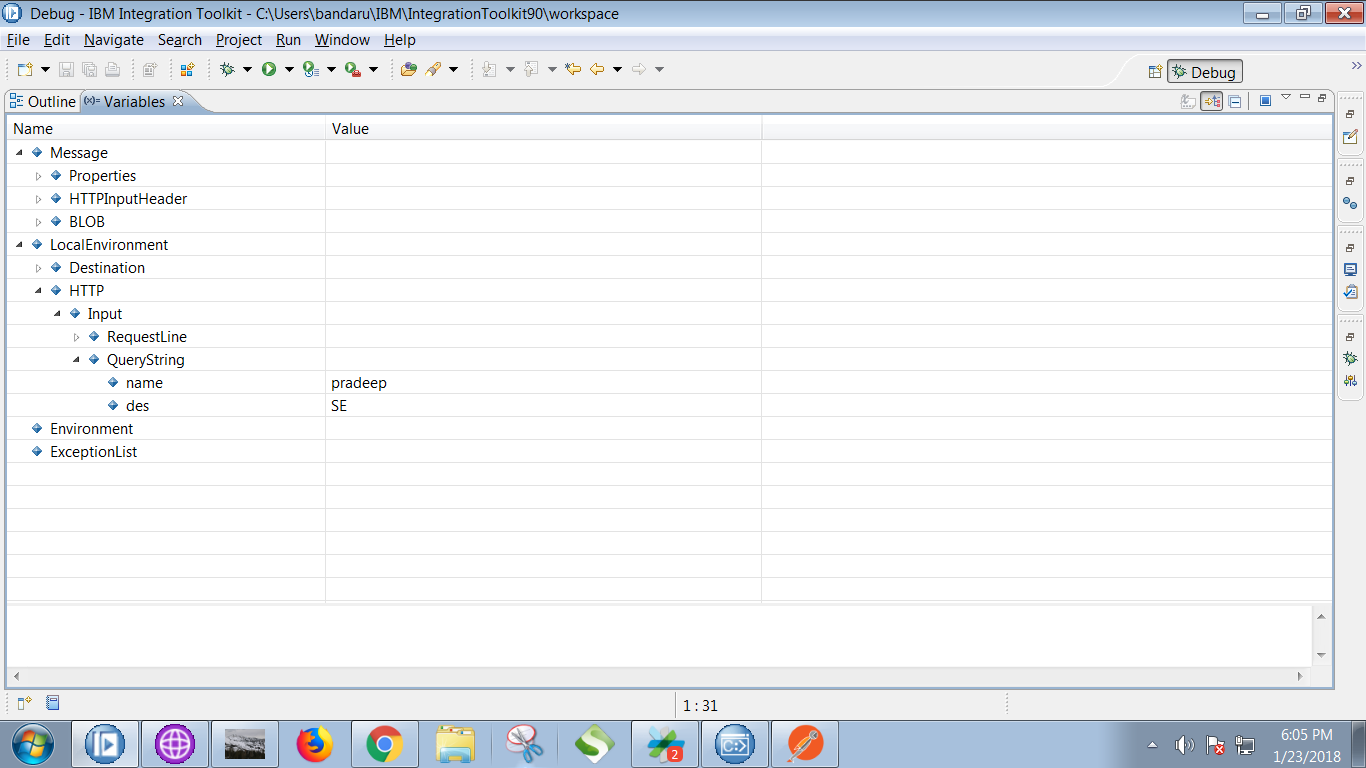 Debug - IBM Integration Toolkit - C:\Users\bandaru\IBM\IntegrationToolkit90\workspace
File Edit Navigate Search Project Run Window Help
Debug
Outline (x)= Variables
Name Value
Message
Properties
HTTPInputHeader
BLOB
LocalEnvironment
Destination
HTTP
Input
RequestLine
QueryString
name pradeep
des SE
Environment
ExceptionList
1 : 31
2
6:05 PM
1/23/2018